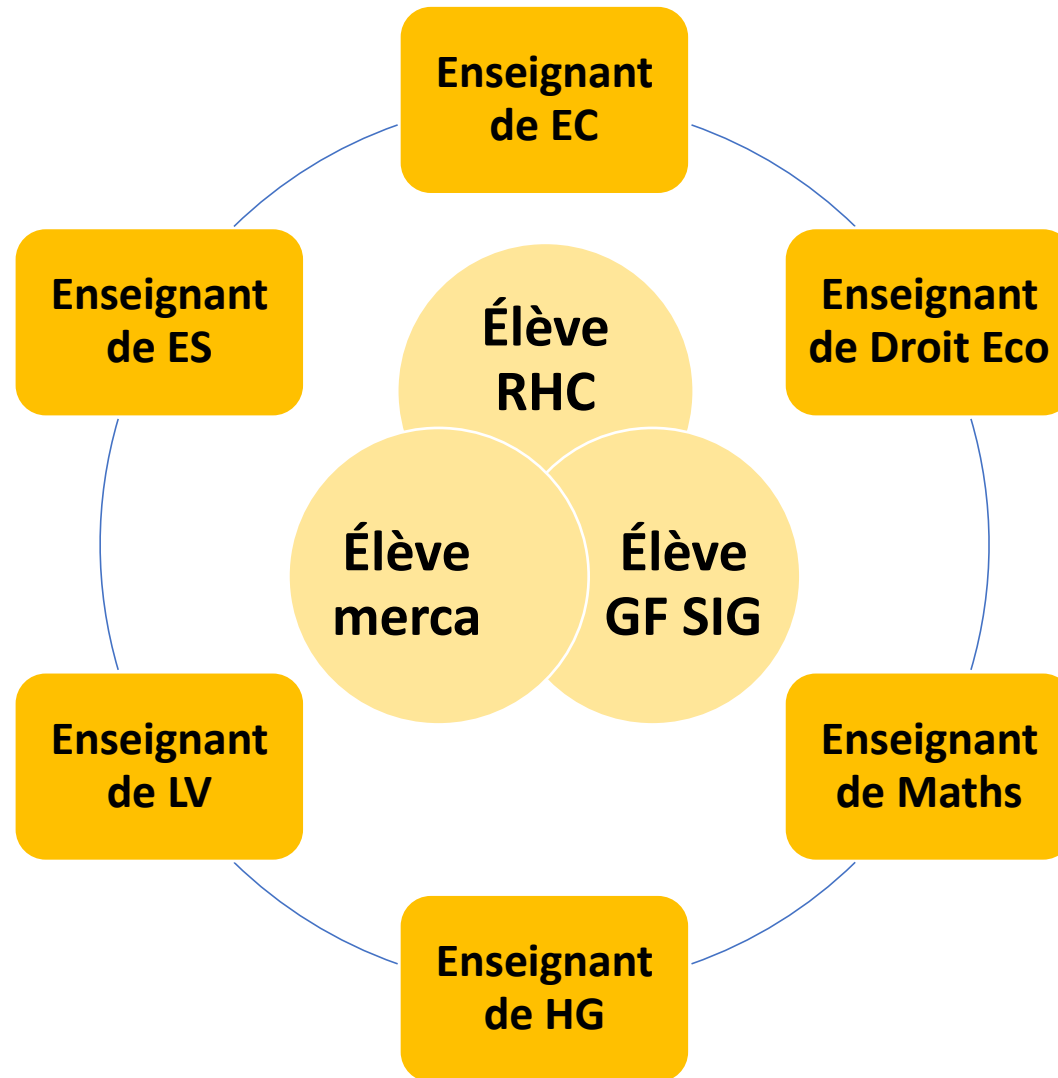 Enseignant
de EC
Enseignant
de ES
Enseignant
de Droit Eco
Élève
RHC
Élève
merca
Élève
GF SIG
Enseignant
de LV
Enseignant
de Maths
Enseignant
de HG